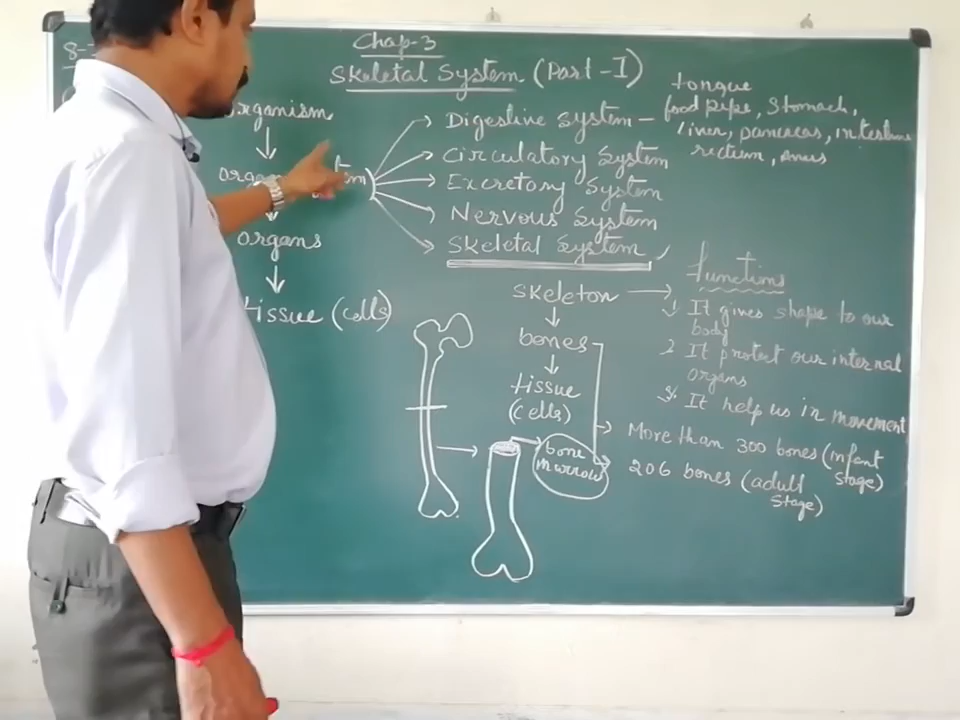 8-
Chap-3
Skeletal System (Part-I)
organism
organs
tissue (cells)
Digestive System - tongue
food pipe, Stomach,
liver, pancreas, intestine
rectum, anus
Circulatory System
Excretory System
Nervous System
Skeletal System
Skeleton
bones
tissue
(cells)
bone
marrow
functions
1 It gives shape to our
body
2 It protect our internal
organs
3. It help us in movement
More than 300 bones (infant
stage)
206 bones (adult
stage)